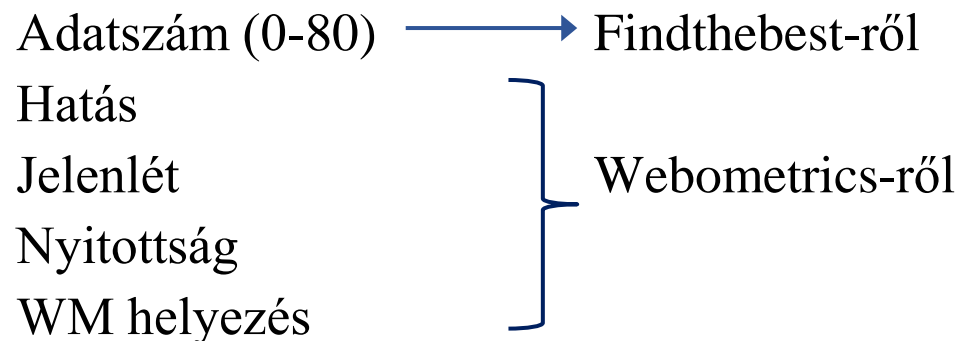 Adatszám (0-80) Findthebest-ről
Hatás
Jelenlét Webometrics-ről
Nyitottság
WM helyezés